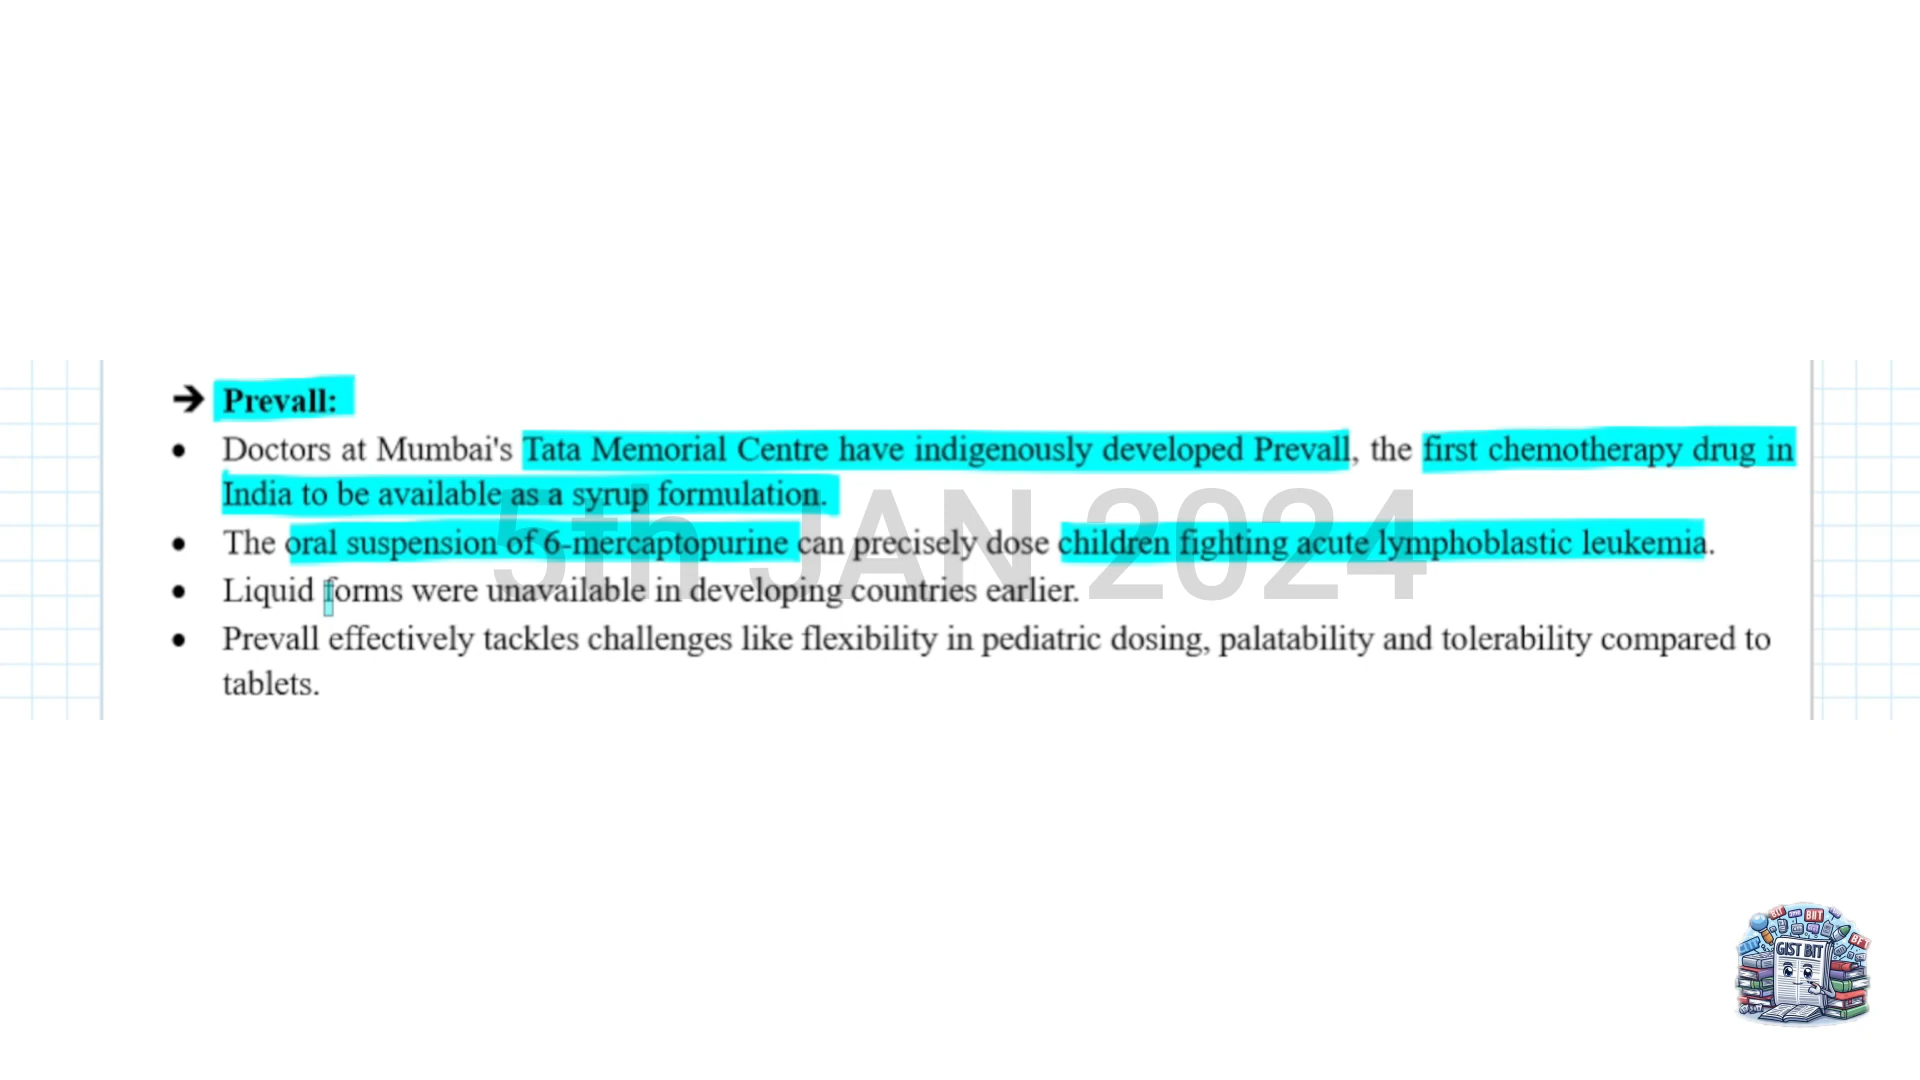 ➔ Prevall:
• Doctors at Mumbai's Tata Memorial Centre have indigenously developed Prevall, the first chemotherapy drug in
India to be available as a syrup formulation.
5th JAN 2024
• The oral suspension of 6-mercaptopurine can precisely dose children fighting acute lymphoblastic leukemia.
• Liquid forms were unavailable in developing countries earlier.
• Prevall effectively tackles challenges like flexibility in pediatric dosing, palatability and tolerability compared to
tablets.
GIST BIT